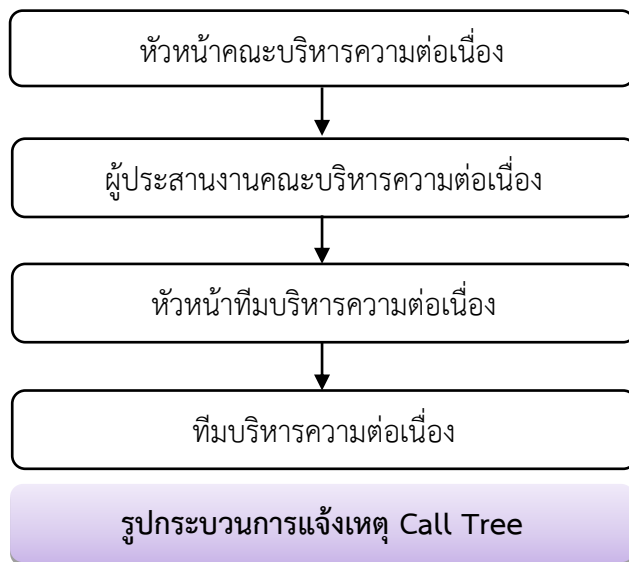 หัวหน้าคณะบริหารความต่อเนื่อง
ผู้ประสานงานคณะบริหารความต่อเนื่อง
หัวหน้าทีมบริหารความต่อเนื่อง
ทีมบริหารความต่อเนื่อง
รูปกระบวนการแจ้งเหตุ Call Tree